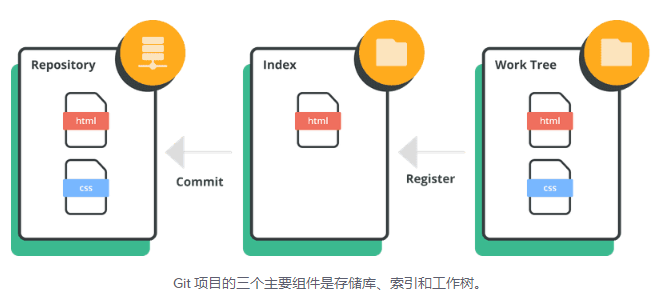 Repository
html
css
Commit
Index
html
Register
Work Tree
html
css
Git 项目的三个主要组件是存储库、索引和工作树。